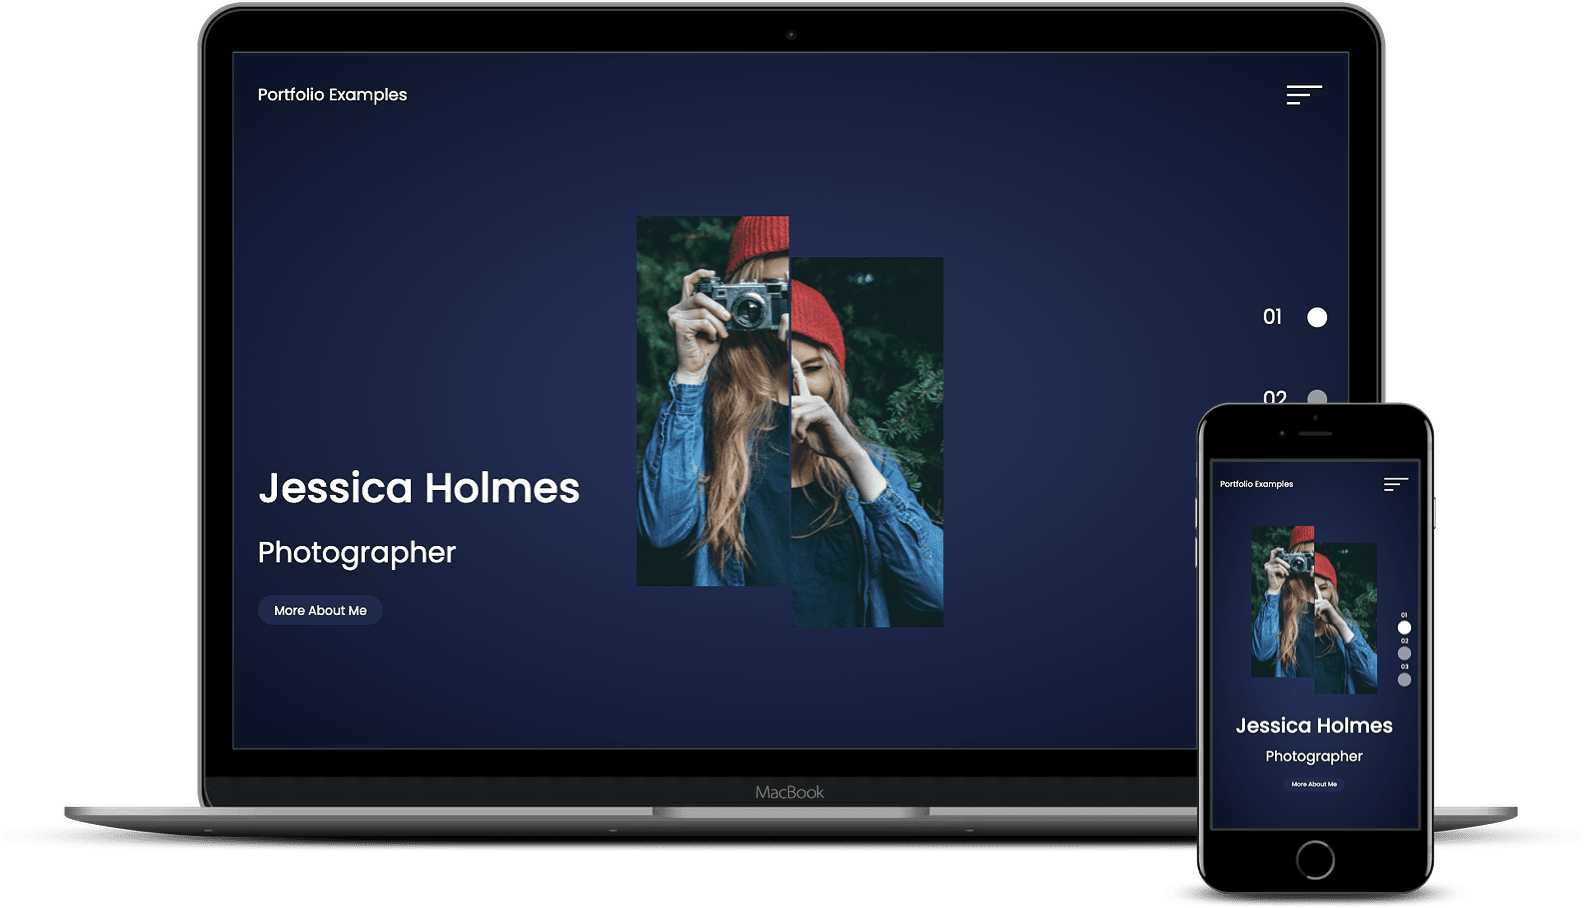 Portfolio Examples
01
02
Jessica Holmes
Photographer
More About Me
MacBook
Portfolio Examples
01
02
03
Jessica Holmes
Photographer
More About Me